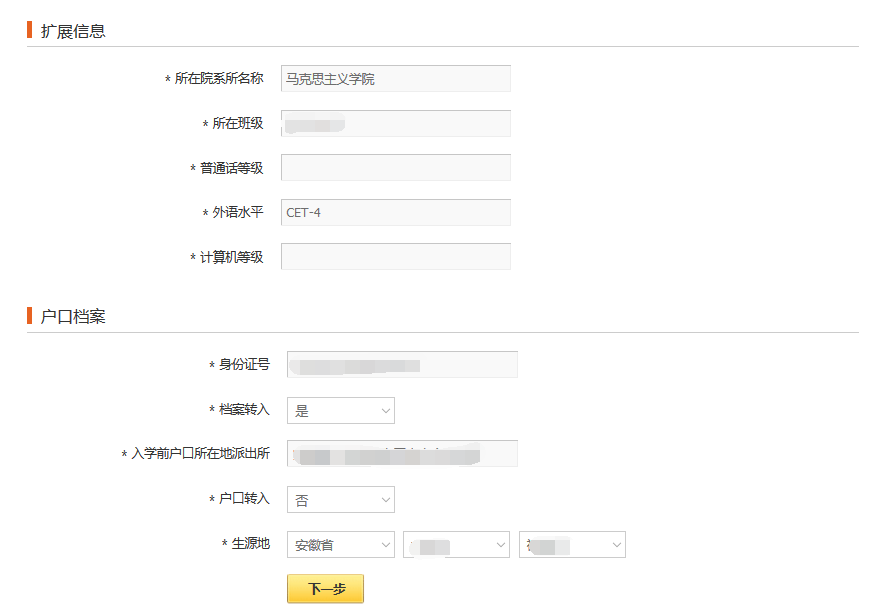 扩展信息
* 所在院系所名称 马克思主义学院
* 所在班级
* 普通话等级
* 外语水平 CET-4
* 计算机等级
户口档案
* 身份证号
* 档案转入 是
* 入学前户口所在地派出所
* 户口转入 否
* 生源地 安徽省
下一步